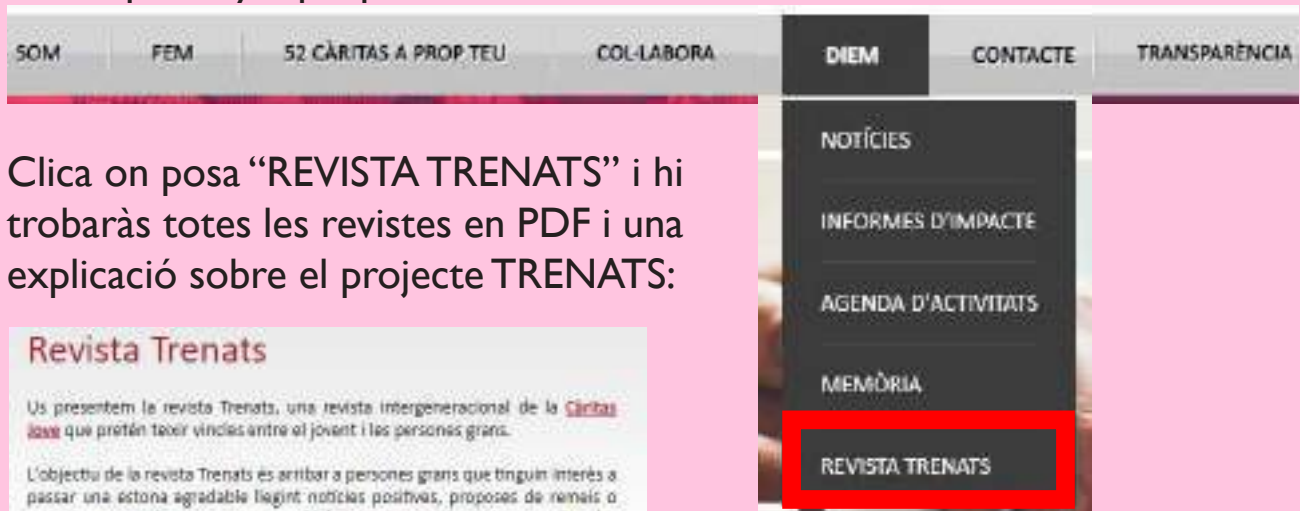 SOM FEM 52 CÀRITAS A PROP TEU COL·LABORA DIEM CONTACTE TRANSPARÈNCIA
Clica on posa “REVISTA TRENATS” i hi
trobaràs totes les revistes en PDF i una
explicació sobre el projecte TRENATS:
NOTÍCIES
INFORMES D'IMPACTE
AGENDA D'ACTIVITATS
MEMÒRIA
REVISTA TRENATS
Revista Trenats
Us presentem la revista Trenats, una revista intergeneracional de la Càritas
Jove que pretén teixir vincles entre el jovent i les persones grans.
L'objectiu de la revista Trenats és arribar a persones grans que tinguin interès a
passar una estona agradable llegint notícies positives, proposes de remeis o